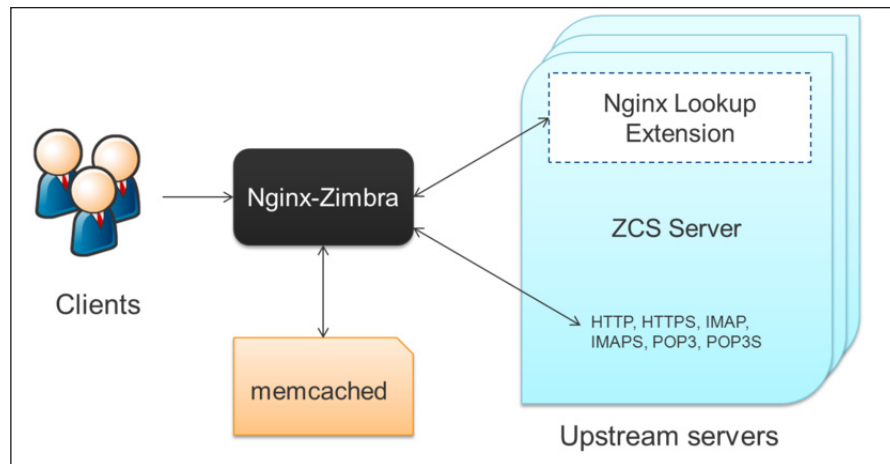 Nginx Lookup
Extension
Nginx-Zimbra
ZCS Server
Clients
HTTP, HTTPS, IMAP,
IMAPS, POP3, POP3S
memcached
Upstream servers